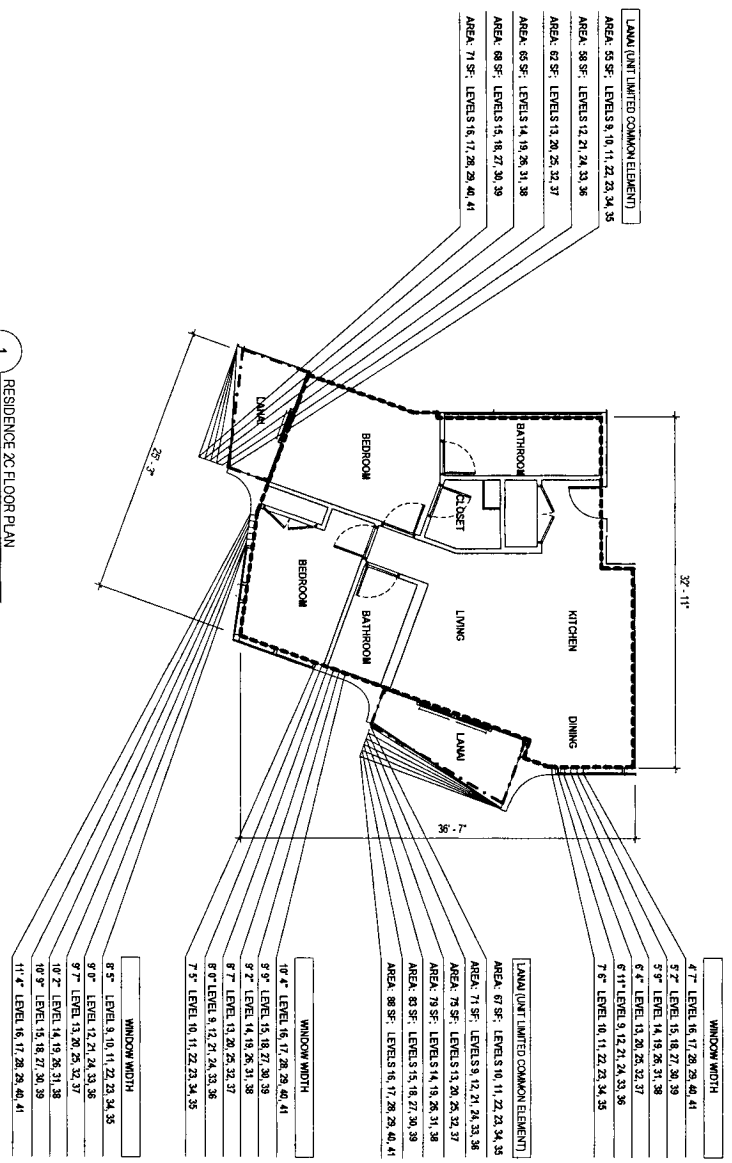 LANAI (UNIT LIMITED COMMON ELEMENT)
AREA: 55 SF; LEVELS 9, 10, 11, 22, 23, 34, 35
AREA: 58 SF; LEVELS 12, 21, 24, 33, 36
AREA: 62 SF; LEVELS 13, 20, 25, 32, 37
AREA: 65 SF; LEVELS 14, 19, 26, 31, 38
AREA: 68 SF; LEVELS 15, 18, 27, 30, 39
AREA: 71 SF; LEVELS 16, 17, 28, 29, 40, 41
32' - 11"
36' - 7"
25' - 3"
BATHROOM
CLOSET
KITCHEN
DINING
LIVING
BEDROOM
LANAI
BEDROOM
BATHROOM
LANAI
WINDOW WIDTH
4' 7" LEVEL 16, 17, 28, 29, 40, 41
5' 2" LEVEL 15, 18, 27, 30, 39
5' 9" LEVEL 14, 19, 26, 31, 38
6' 4" LEVEL 13, 20, 25, 32, 37
6' 11" LEVEL 9, 12, 21, 24, 33, 36
7' 6" LEVEL 10, 11, 22, 23, 34, 35
LANAI (UNIT LIMITED COMMON ELEMENT)
AREA: 67 SF; LEVELS 10, 11, 22, 23, 34, 35
AREA: 71 SF; LEVELS 9, 12, 21, 24, 33, 36
AREA: 75 SF; LEVELS 13, 20, 25, 32, 37
AREA: 79 SF; LEVELS 14, 19, 26, 31, 38
AREA: 83 SF; LEVELS 15, 18, 27, 30, 39
AREA: 88 SF; LEVELS 16, 17, 28, 29, 40, 41
WINDOW WIDTH
10' 4" LEVEL 16, 17, 28, 29, 40, 41
9' 9" LEVEL 15, 18, 27, 30, 39
9' 2" LEVEL 14, 19, 26, 31, 38
8' 7" LEVEL 13, 20, 25, 32, 37
8' 0" LEVEL 9, 12, 21, 24, 33, 36
7' 5" LEVEL 10, 11, 22, 23, 34, 35
WINDOW WIDTH
8' 5" LEVEL 9, 10, 11, 22, 23, 34, 35
9' 0" LEVEL 12, 21, 24, 33, 36
9' 7" LEVEL 13, 20, 25, 32, 37
10' 2" LEVEL 14, 19, 26, 31, 38
10' 9" LEVEL 15, 18, 27, 30, 39
11' 4" LEVEL 16, 17, 28, 29, 40, 41
1
RESIDENCE 2C FLOOR PLAN